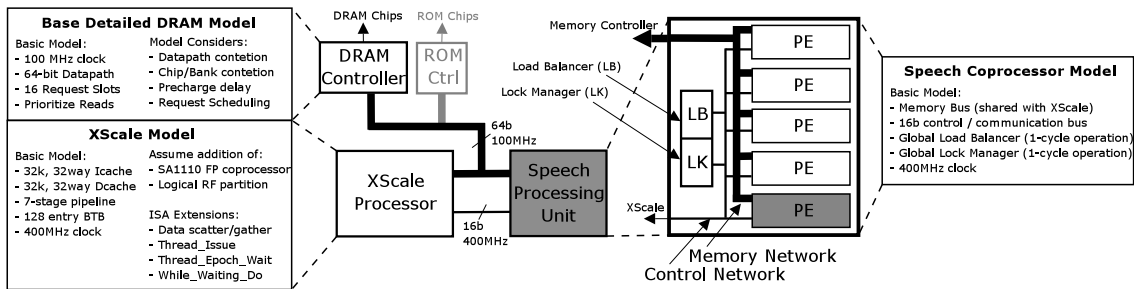 Base Detailed DRAM Model
Basic Model:
- 100 MHz clock
- 64-bit Datapath
- 16 Request Slots
- Prioritize Reads
Model Considers:
- Datapath contetion
- Chip/Bank contetion
- Precharge delay
- Request Scheduling
XScale Model
Basic Model:
- 32k, 32way Icache
- 32k, 32way Dcache
- 7-stage pipeline
- 128 entry BTB
- 400MHz clock
Assume addition of:
- SA1110 FP coprocessor
- Logical RF partition
ISA Extensions:
- Data scatter/gather
- Thread_Issue
- Thread_Epoch_Wait
- While_Waiting_Do
DRAM Chips
ROM Chips
DRAM
Controller
ROM
Ctrl
64b
100MHz
XScale
Processor
Speech
Processing
Unit
16b
400MHz
Memory Controller
Load Balancer (LB)
Lock Manager (LK)
LB
LK
XScale
PE
PE
PE
PE
PE
Memory Network
Control Network
Speech Coprocessor Model
Basic Model:
- Memory Bus (shared with XScale)
- 16b control / communication bus
- Global Load Balancer (1-cycle operation)
- Global Lock Manager (1-cycle operation)
- 400MHz clock